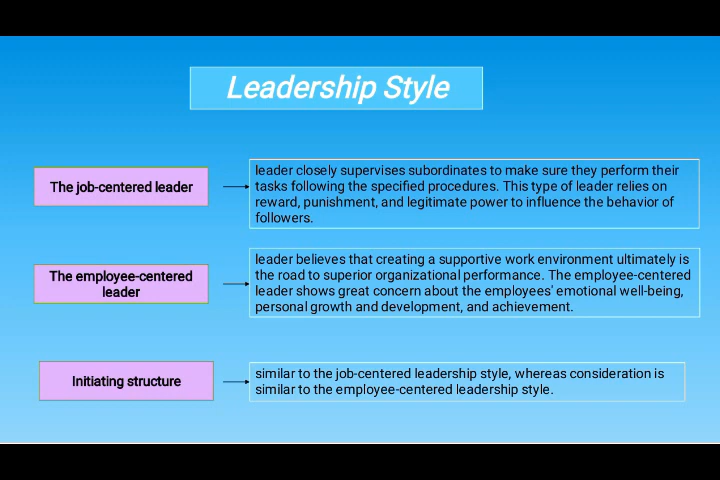 Leadership Style
The job-centered leader
leader closely supervises subordinates to make sure they perform their
tasks following the specified procedures. This type of leader relies on
reward, punishment, and legitimate power to influence the behavior of
followers.
The employee-centered
leader
leader believes that creating a supportive work environment ultimately is
the road to superior organizational performance. The employee-centered
leader shows great concern about the employees' emotional well-being,
personal growth and development, and achievement.
Initiating structure
similar to the job-centered leadership style, whereas consideration is
similar to the employee-centered leadership style.